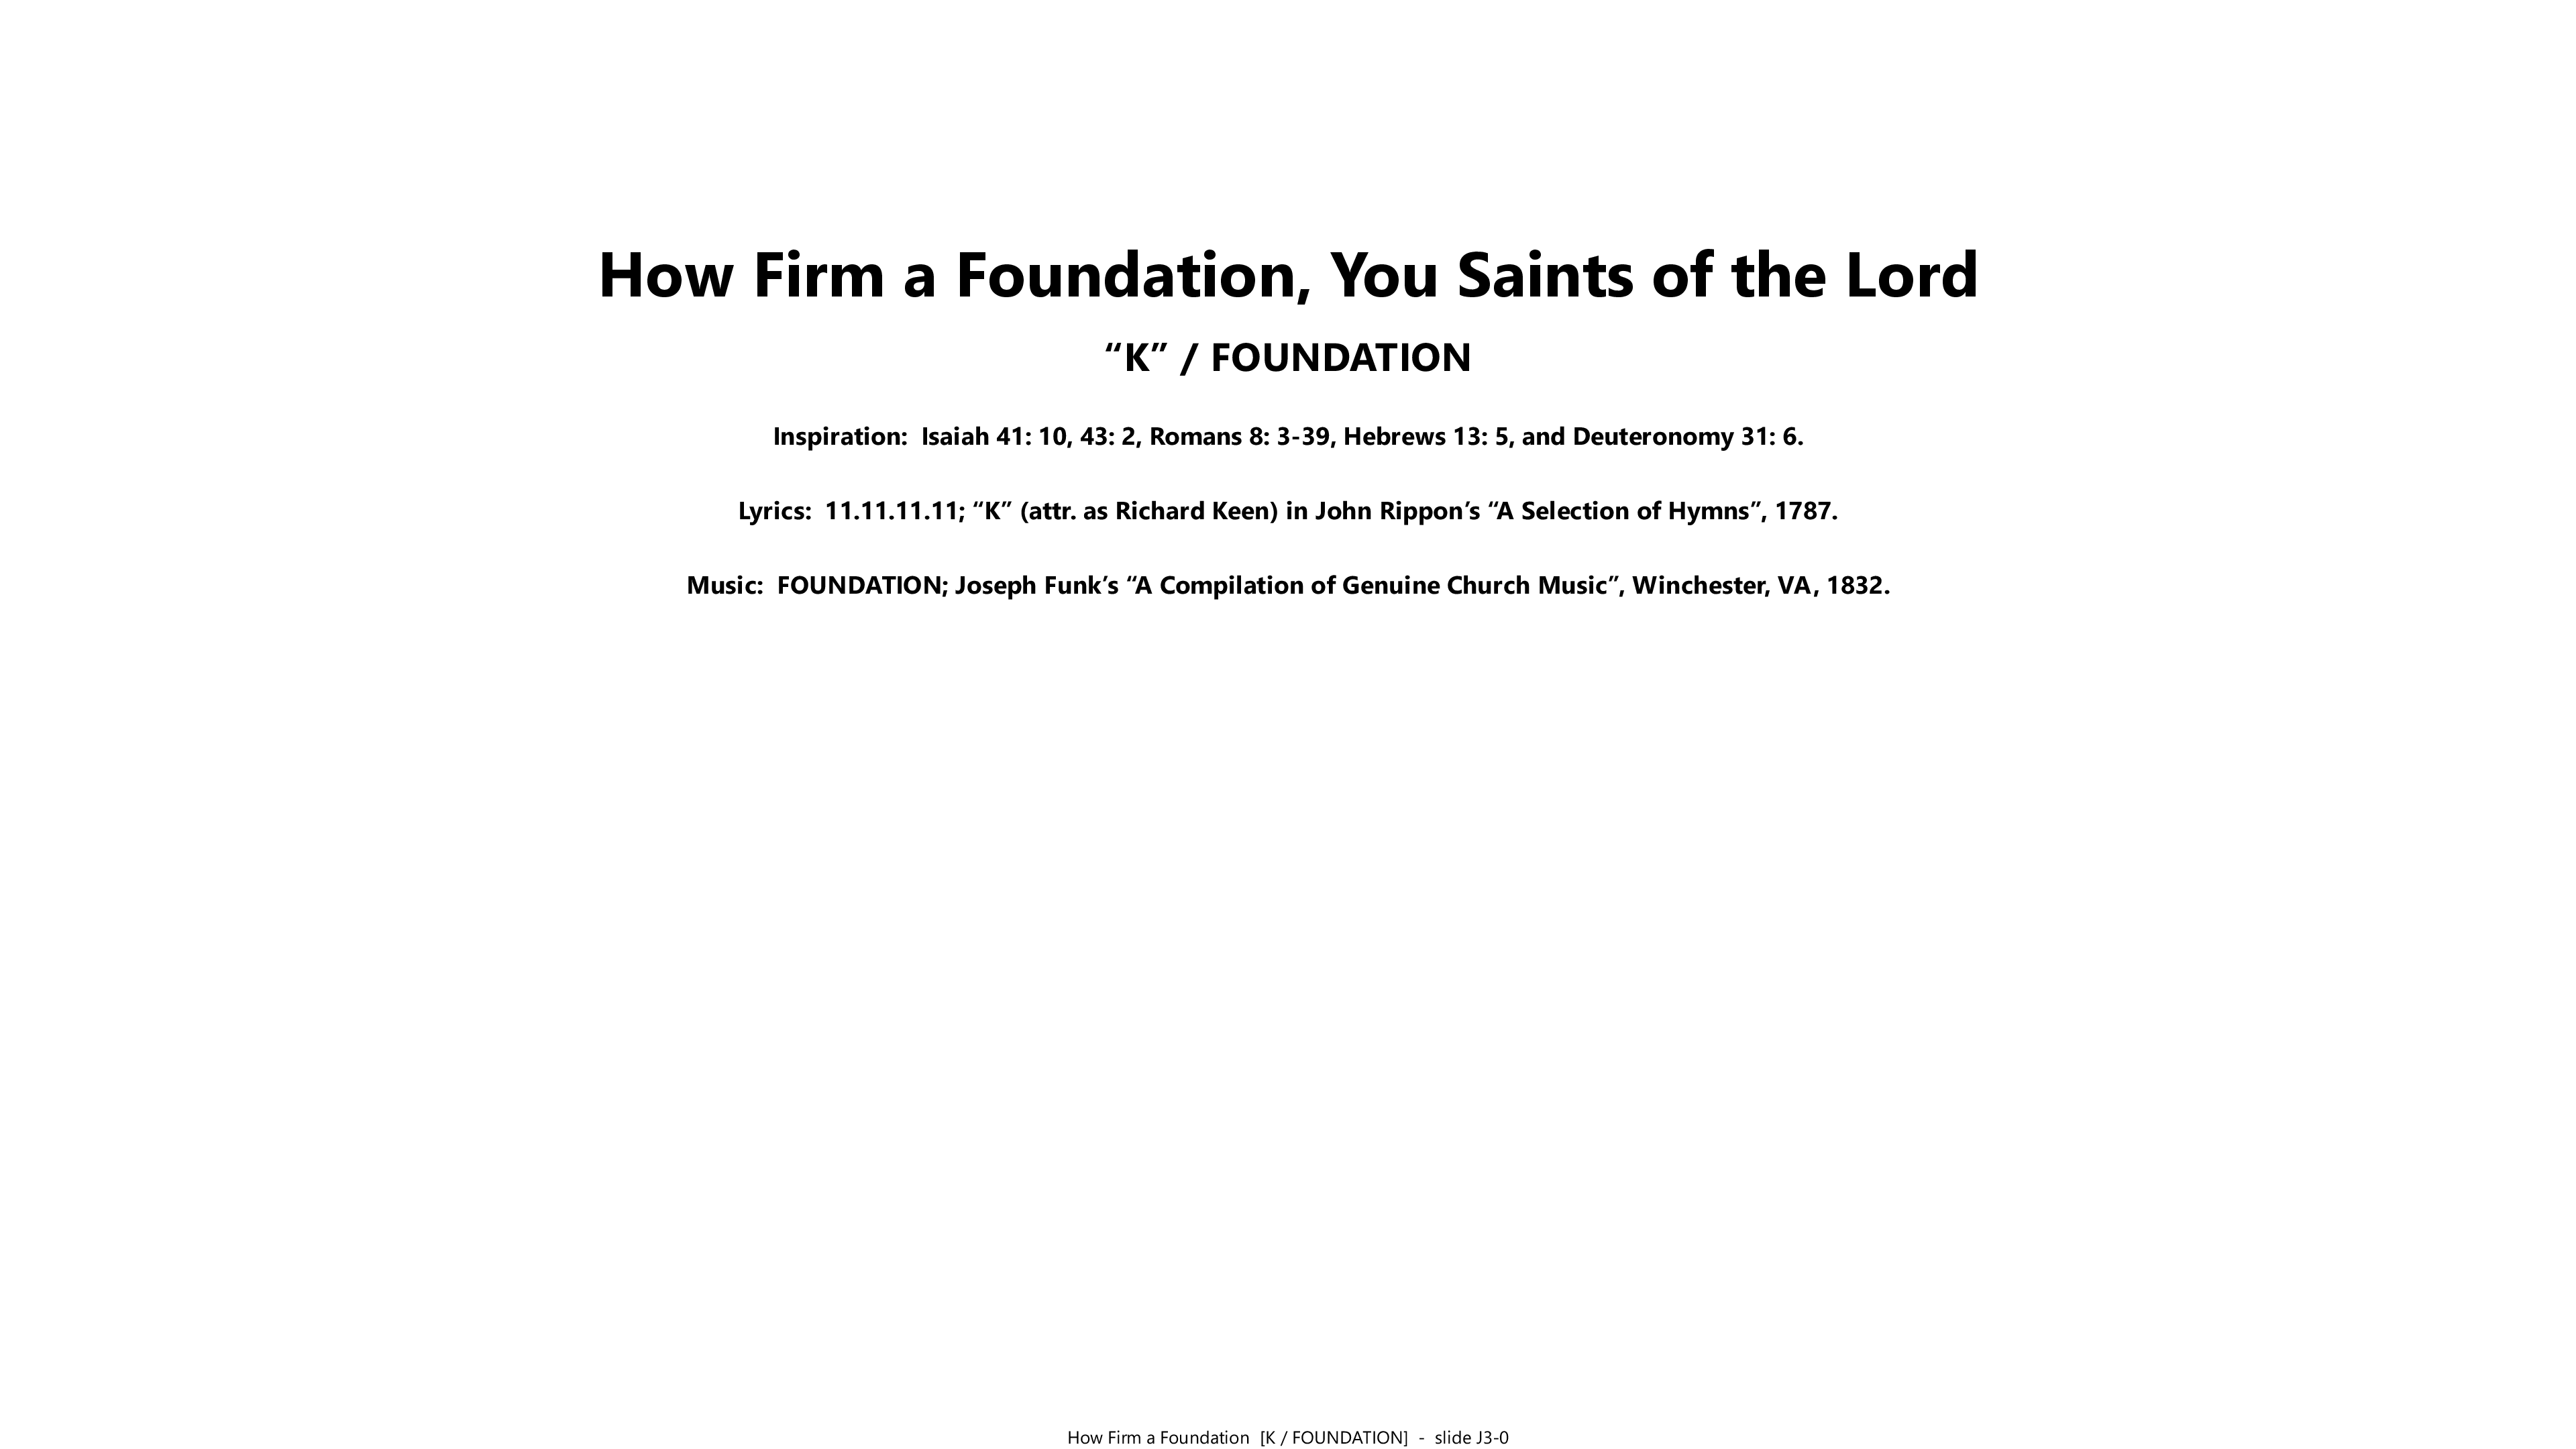 How Firm a Foundation, You Saints of the Lord
“K” / FOUNDATION
Inspiration:  Isaiah 41: 10, 43: 2, Romans 8: 3-39, Hebrews 13: 5, and Deuteronomy 31: 6.
Lyrics:  11.11.11.11; “K” (attr. as Richard Keen) in John Rippon’s “A Selection of Hymns”, 1787.
Music:  FOUNDATION; Joseph Funk’s “A Compilation of Genuine Church Music”, Winchester, VA, 1832.
How Firm a Foundation  [K / FOUNDATION]  -  slide J3-0